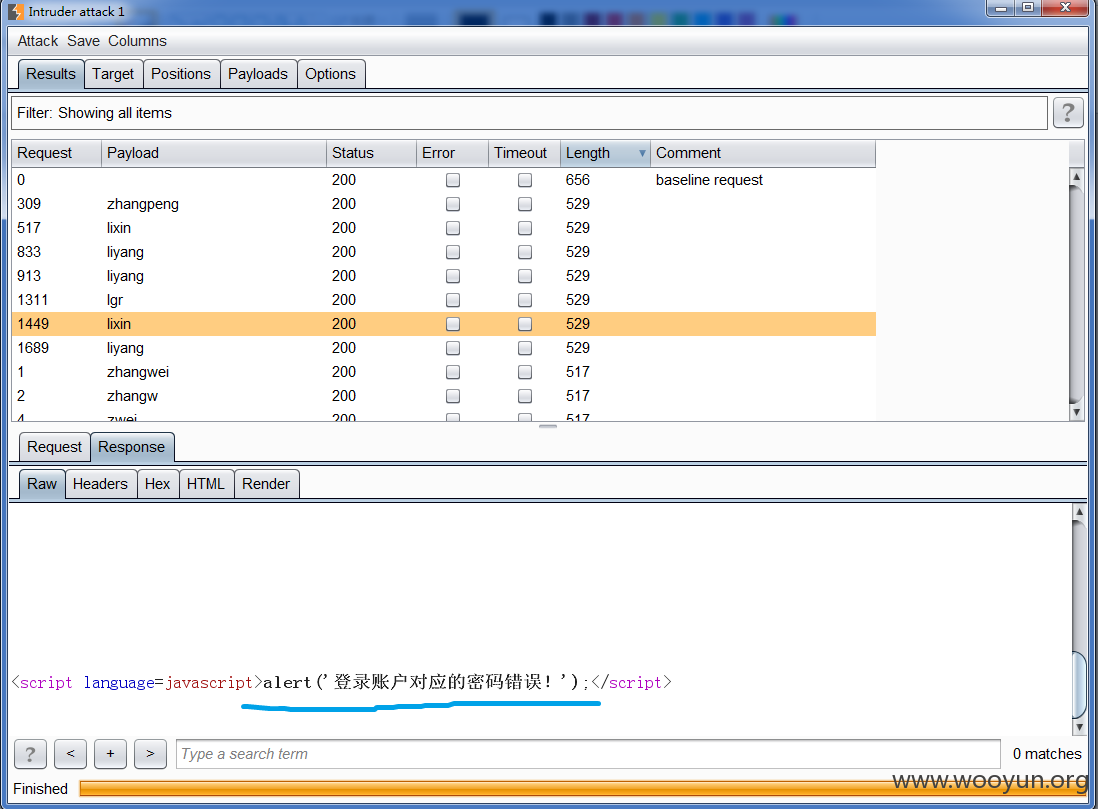 Intruder attack 1
Attack Save Columns
Results Target Positions Payloads Options
Filter: Showing all items ?
Request Payload Status Error Timeout Length Comment
0 200 656 baseline request
309 zhangpeng 200 529
517 lixin 200 529
833 liyang 200 529
913 liyang 200 529
1311 lgr 200 529
1449 lixin 200 529
1689 liyang 200 529
1 zhangwei 200 517
2 zhangw 200 517
4 zwei 200 517
Request Response
Raw Headers Hex HTML Render
<script language=javascript>alert('登录账户对应的密码错误!');</script>
? < + > Type a search term 0 matches
Finished
www.wooyun.org